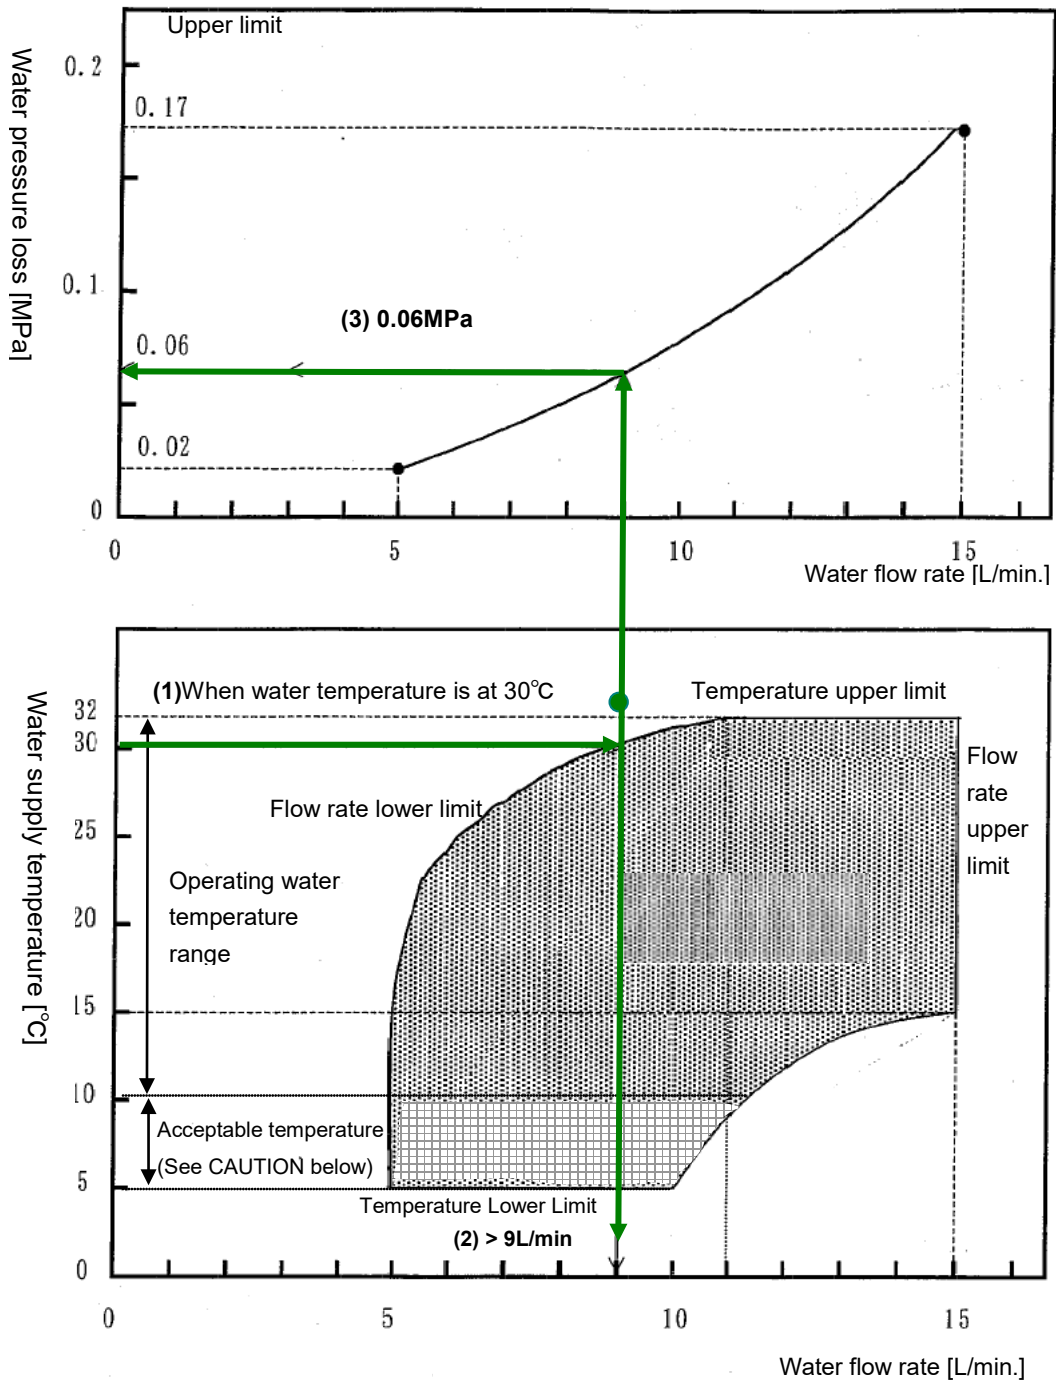 Upper limit
Water pressure loss [MPa]
0.2
0.17
0.1
(3) 0.06MPa
0.06
0.02
0
0
5
10
15
Water flow rate [L/min.]
(1)When water temperature is at 30℃
Temperature upper limit
Water supply temperature [℃]
32
30
Flow rate upper limit
Flow rate lower limit
25
Operating water
temperature
range
20
15
10
Acceptable temperature
(See CAUTION below)
5
Temperature Lower Limit
(2) > 9L/min
0
0
5
10
15
Water flow rate [L/min.]